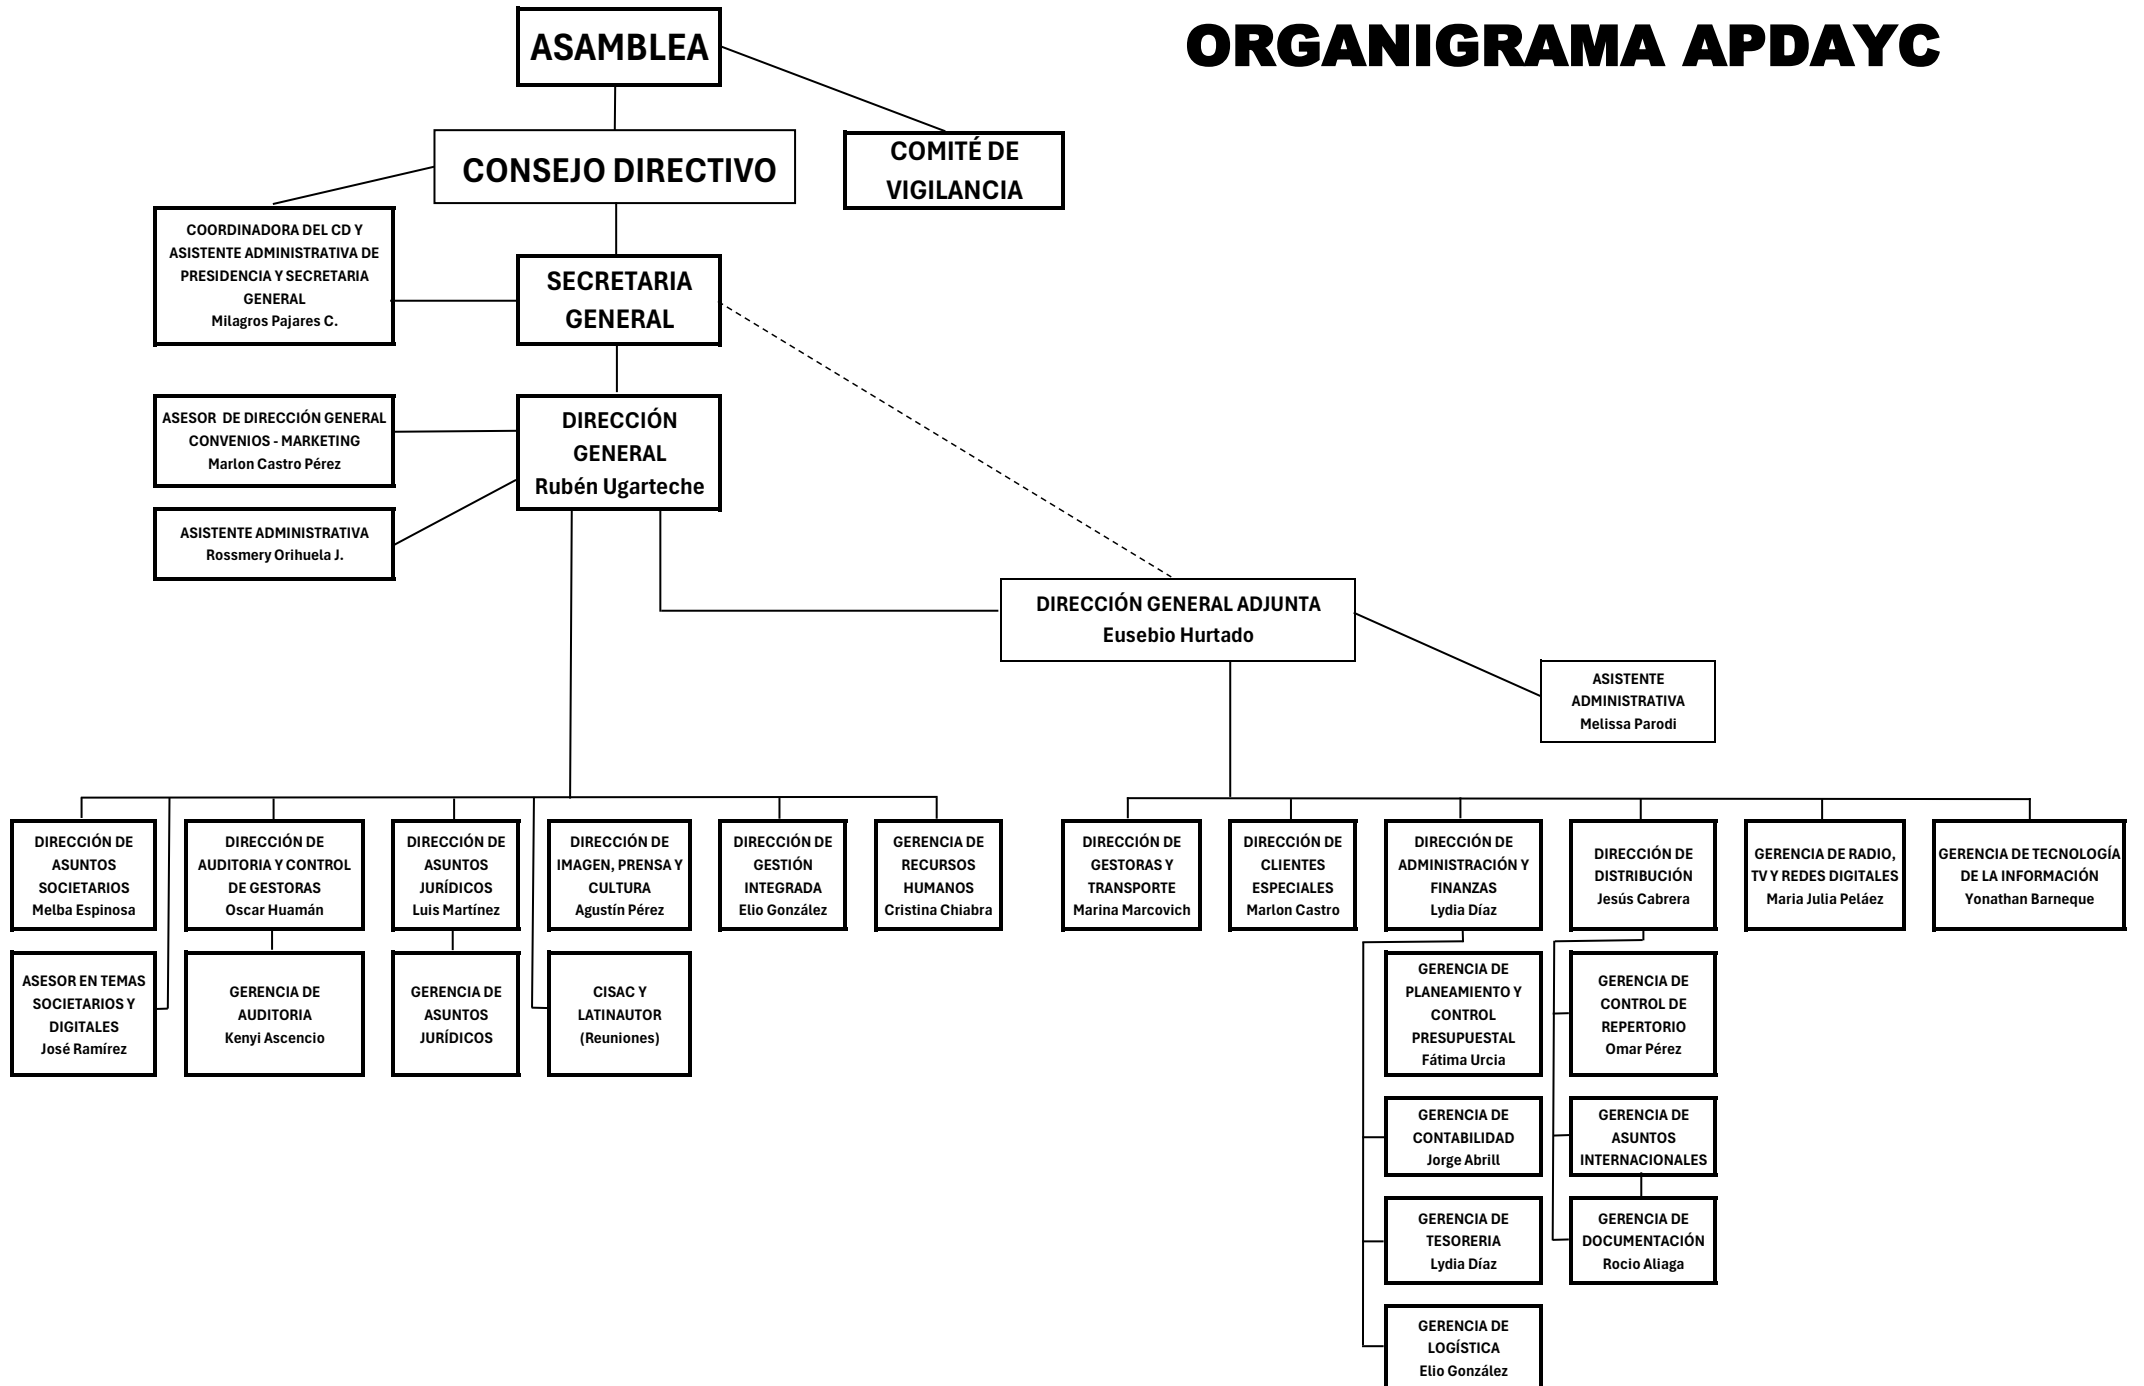 ORGANIGRAMA APDAYC
ASAMBLEA
COMITÉ DE
VIGILANCIA
CONSEJO DIRECTIVO
COORDINADORA DEL CD Y
ASISTENTE ADMINISTRATIVA DE
PRESIDENCIA Y SECRETARIA
GENERAL
Milagros Pajares C.
SECRETARIA
GENERAL
ASESOR DE DIRECCIÓN GENERAL
CONVENIOS - MARKETING
Marlon Castro Pérez
DIRECCIÓN
GENERAL
Rubén Ugarteche
ASISTENTE ADMINISTRATIVA
Rossmery Orihuela J.
DIRECCIÓN GENERAL ADJUNTA
Eusebio Hurtado
ASISTENTE
ADMINISTRATIVA
Melissa Parodi
DIRECCIÓN DE
ASUNTOS
SOCIETARIOS
Melba Espinosa
DIRECCIÓN DE
AUDITORIA Y CONTROL
DE GESTORAS
Oscar Huamán
DIRECCIÓN DE
ASUNTOS
JURÍDICOS
Luis Martínez
DIRECCIÓN DE
IMAGEN, PRENSA Y
CULTURA
Agustín Pérez
DIRECCIÓN DE
GESTIÓN
INTEGRADA
Elio González
GERENCIA DE
RECURSOS
HUMANOS
Cristina Chiabra
DIRECCIÓN DE
GESTORAS Y
TRANSPORTE
Marina Marcovich
DIRECCIÓN DE
CLIENTES
ESPECIALES
Marlon Castro
DIRECCIÓN DE
ADMINISTRACIÓN Y
FINANZAS
Lydia Díaz
DIRECCIÓN DE
DISTRIBUCIÓN
Jesús Cabrera
GERENCIA DE RADIO,
TV Y REDES DIGITALES
Maria Julia Peláez
GERENCIA DE TECNOLOGÍA
DE LA INFORMACIÓN
Yonathan Barneque
ASESOR EN TEMAS
SOCIETARIOS Y
DIGITALES
José Ramírez
GERENCIA DE
AUDITORIA
Kenyi Ascencio
GERENCIA DE
ASUNTOS
JURÍDICOS
CISAC Y
LATINAUTOR
(Reuniones)
GERENCIA DE
PLANEAMIENTO Y
CONTROL
PRESUPUESTAL
Fátima Urcia
GERENCIA DE
CONTROL DE
REPERTORIO
Omar Pérez
GERENCIA DE
CONTABILIDAD
Jorge Abrill
GERENCIA DE
ASUNTOS
INTERNACIONALES
GERENCIA DE
TESORERIA
Lydia Díaz
GERENCIA DE
DOCUMENTACIÓN
Rocio Aliaga
GERENCIA DE
LOGÍSTICA
Elio González